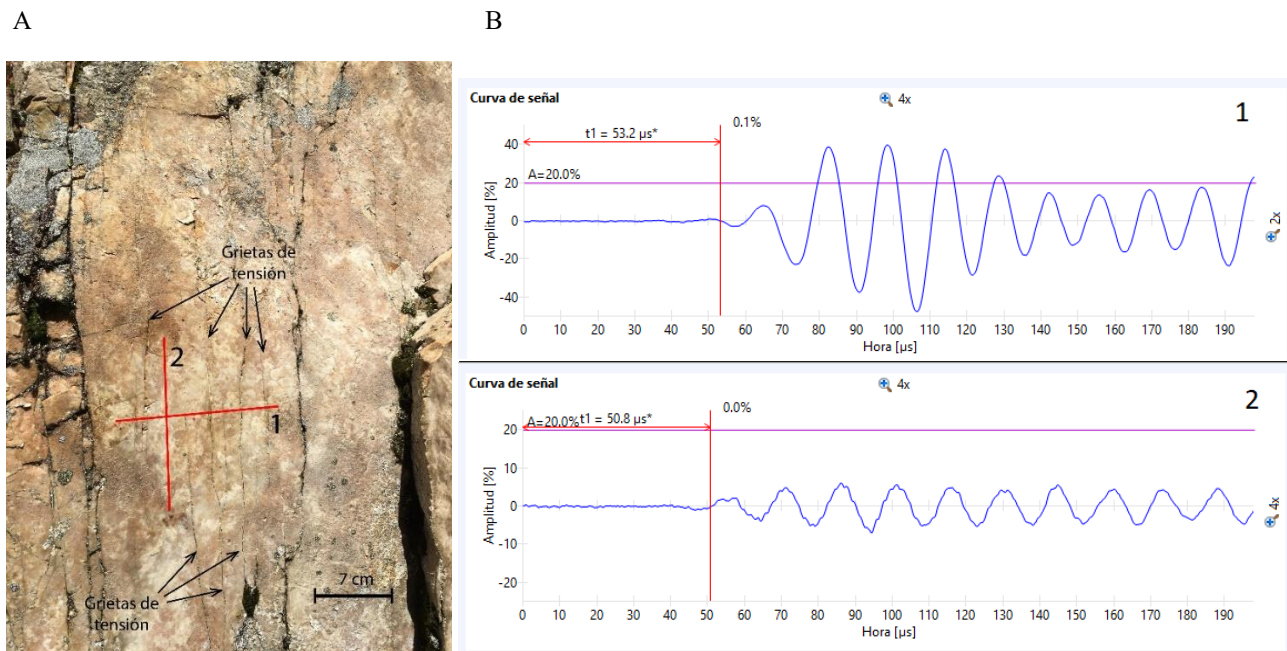 A
B
Grietas de
tensión
2
1
7 cm
Grietas de
tensión
Curva de señal
4x
1
0.1%
t1 = 53.2 µs*
A=20.0%
40
20
0
-20
-40
Amplitud [%]
2x
0 10 20 30 40 50 60 70 80 90 100 110 120 130 140 150 160 170 180 190
Hora [µs]
Curva de señal
4x
2
0.0%
A=20.0% t1 = 50.8 µs*
20
10
0
-10
-20
Amplitud [%]
4x
0 10 20 30 40 50 60 70 80 90 100 110 120 130 140 150 160 170 180 190
Hora [µs]